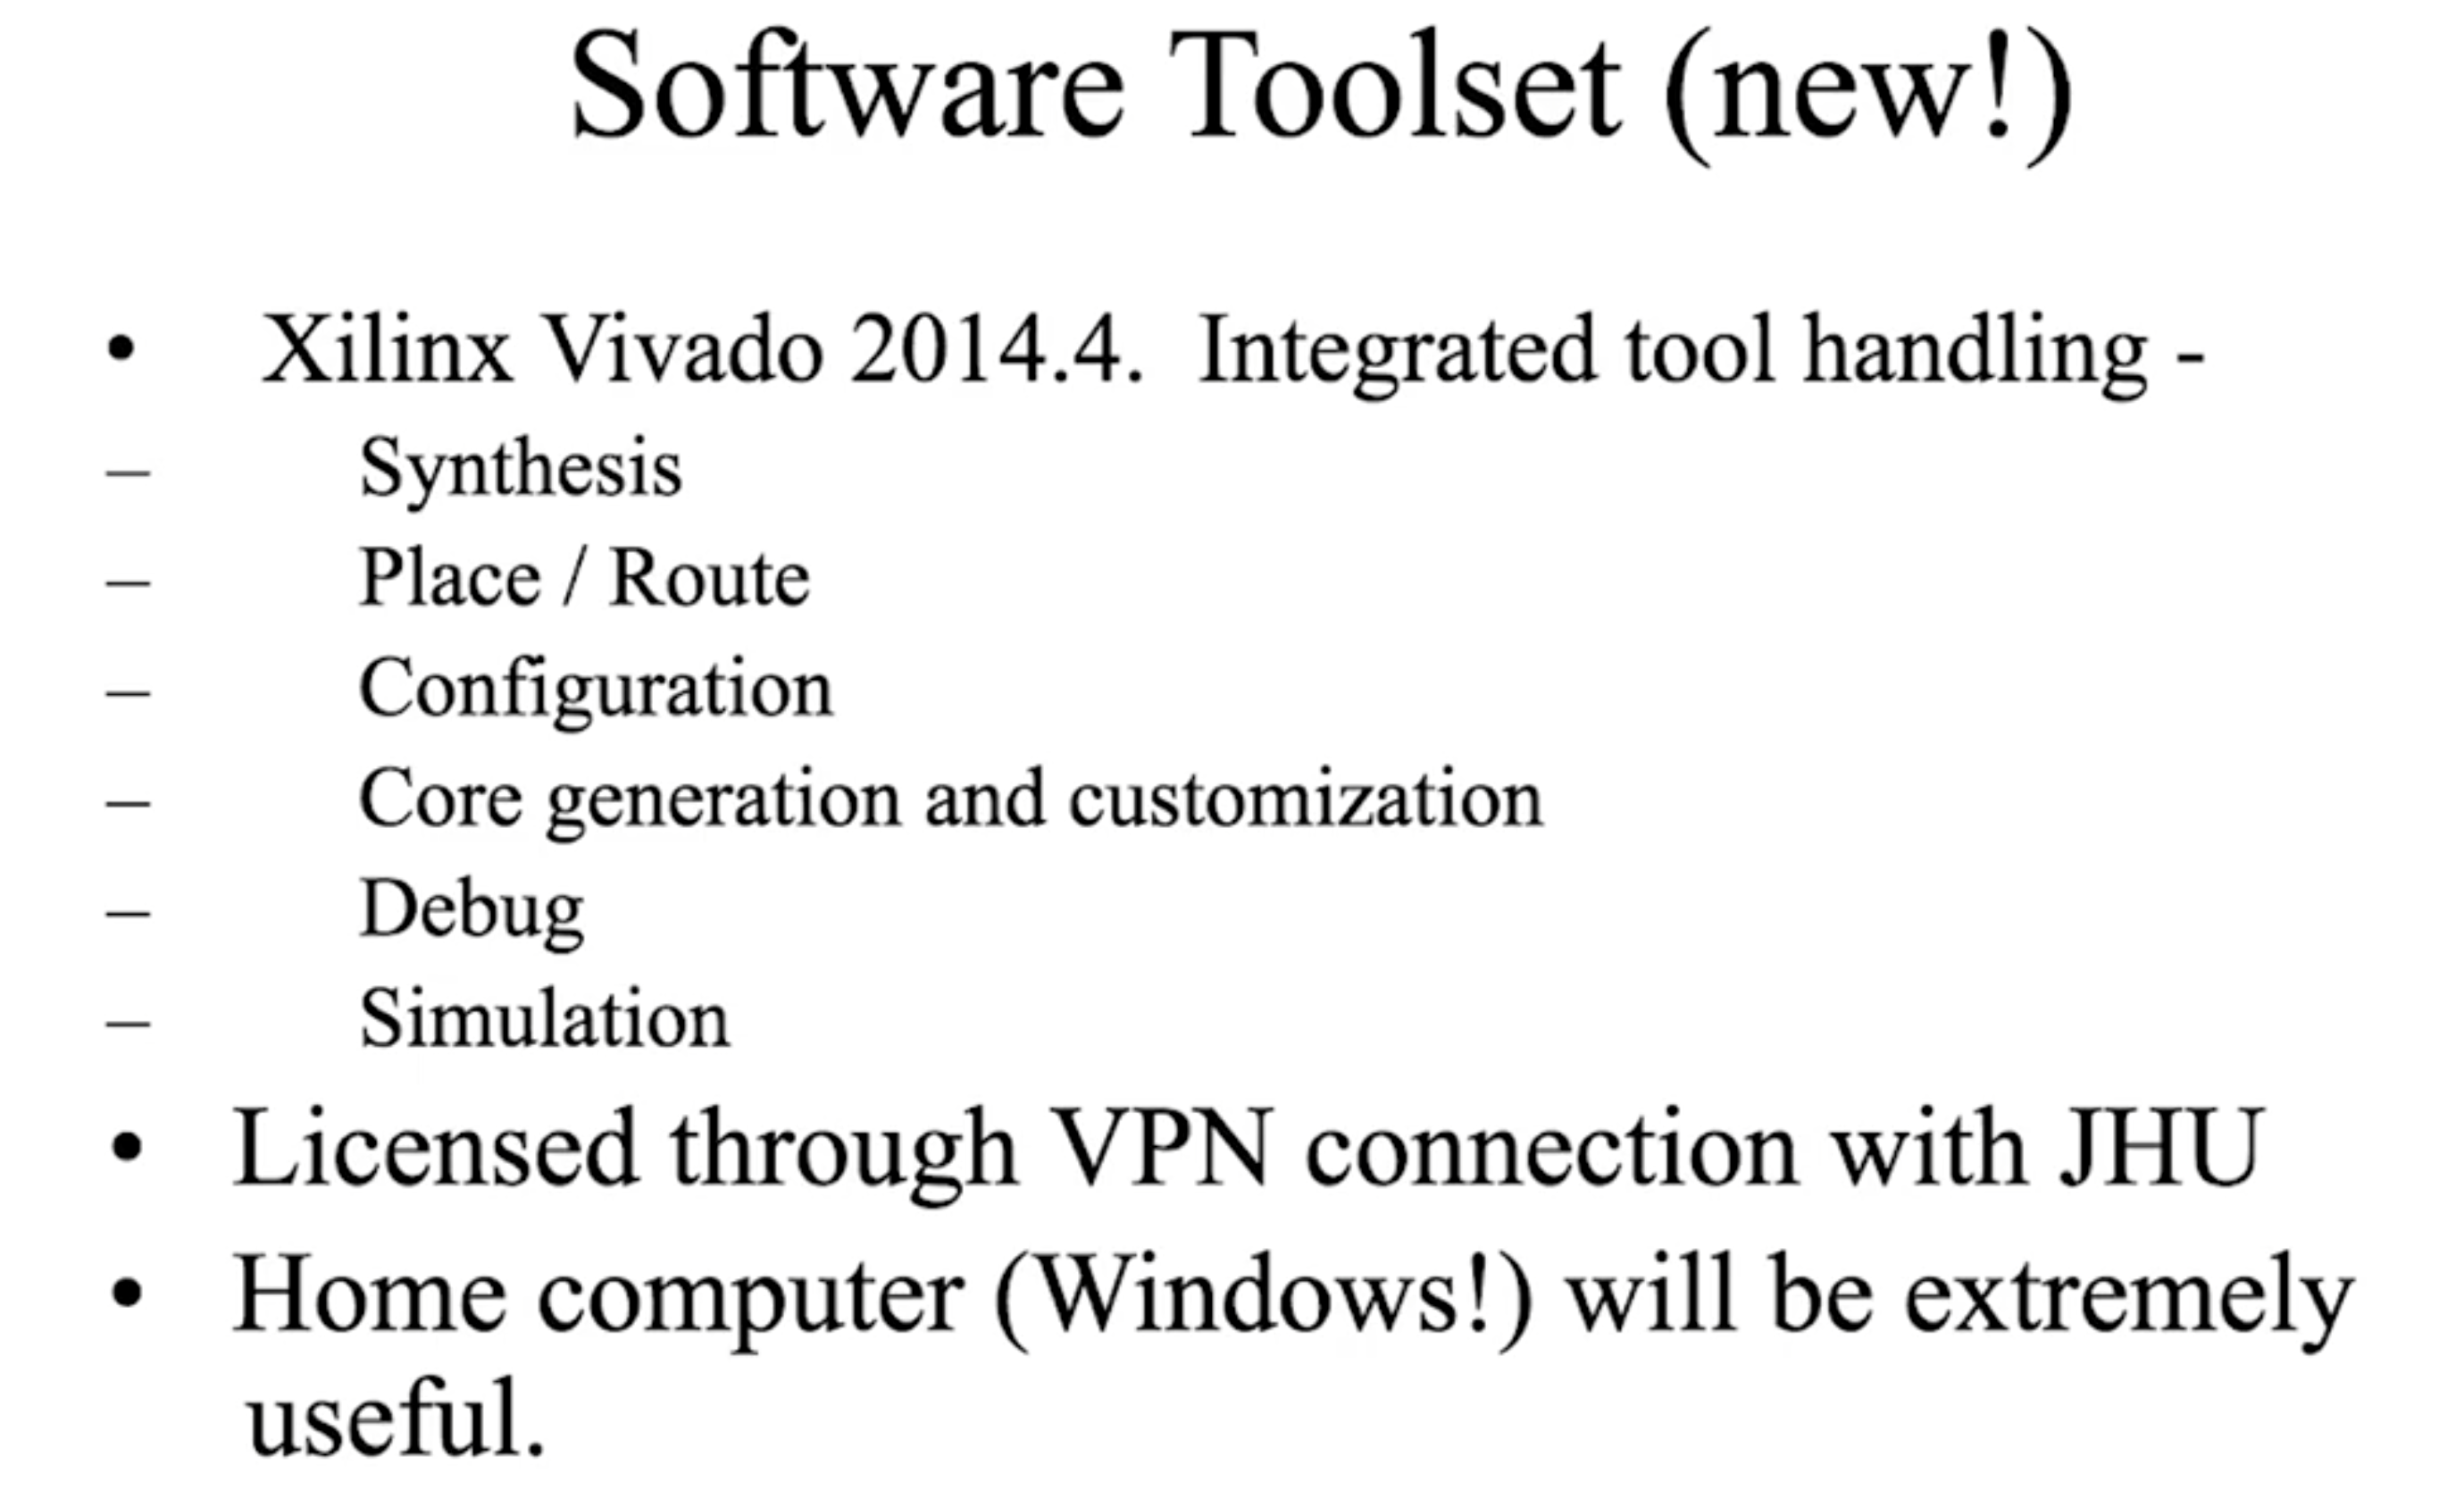 Software Toolset (new!)
• Xilinx Vivado 2014.4.  Integrated tool handling -
– Synthesis
– Place / Route
– Configuration
– Core generation and customization
– Debug
– Simulation
• Licensed through VPN connection with JHU
• Home computer (Windows!) will be extremely
useful.